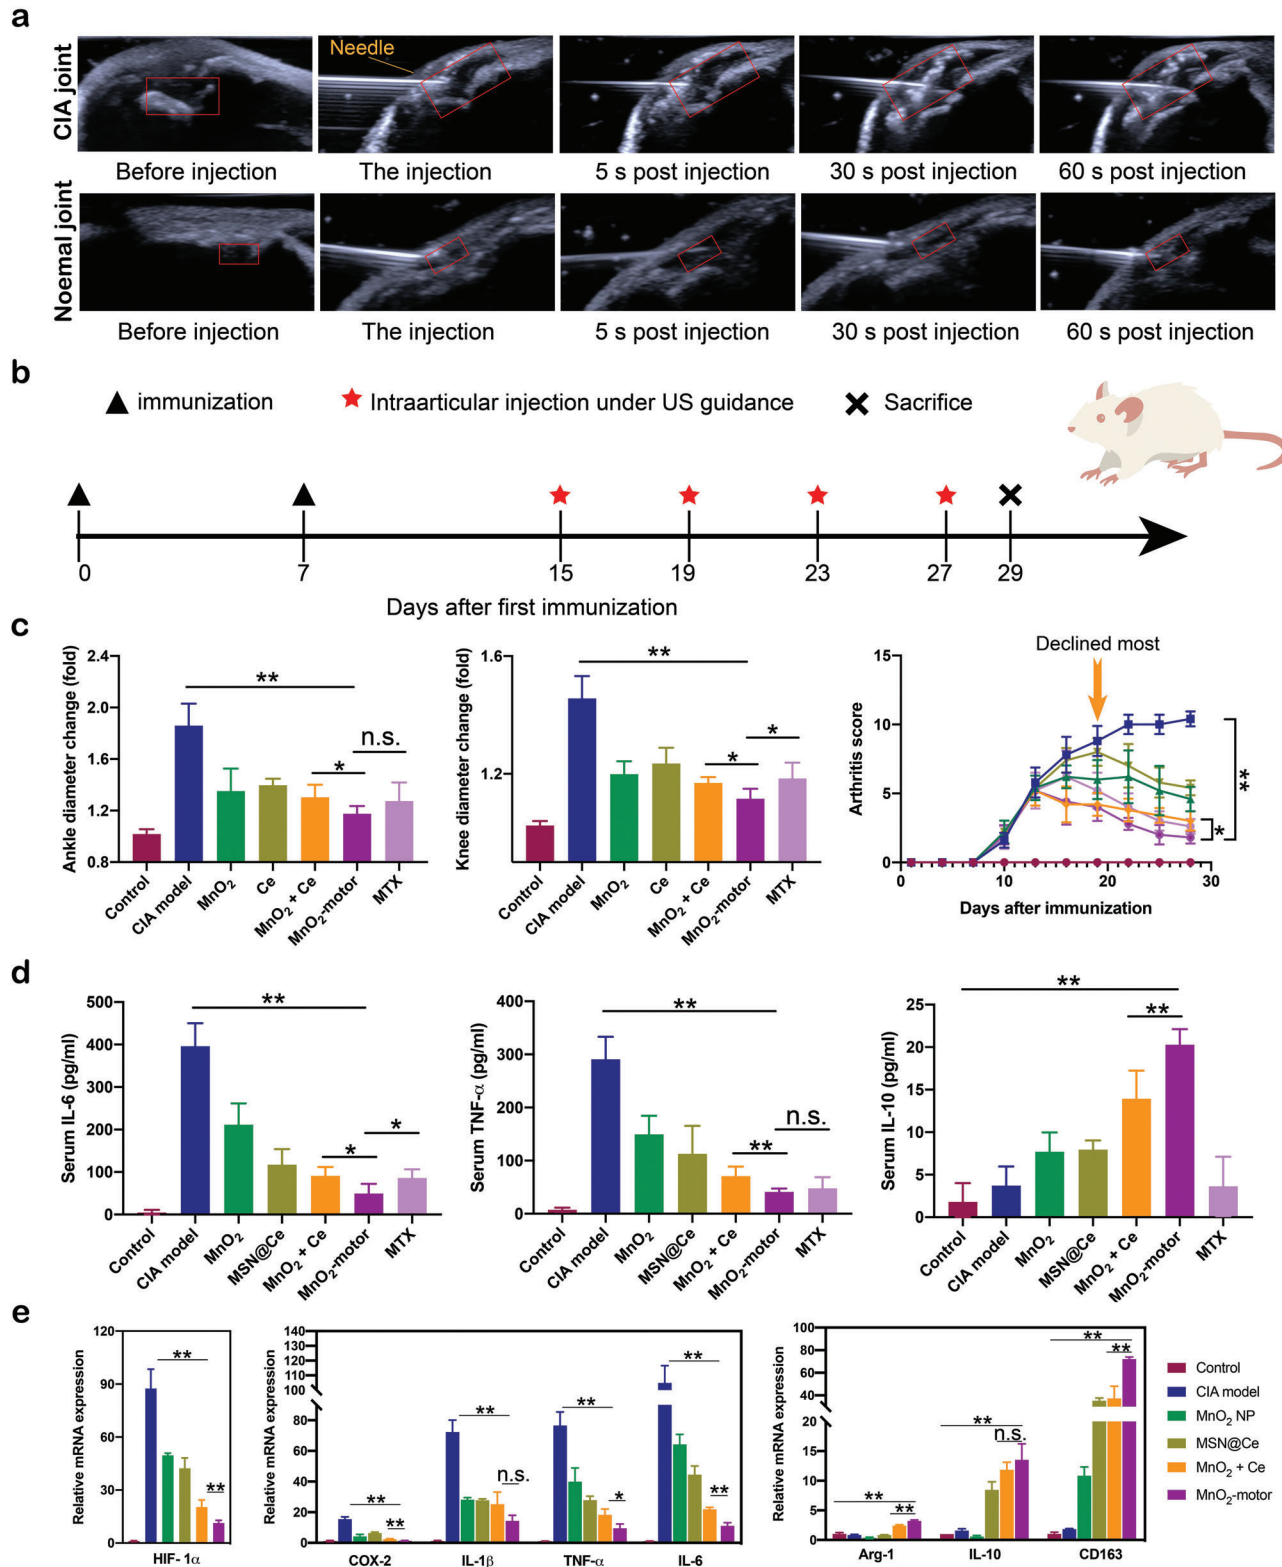 a
CIA joint
Needle
Before injection
The injection
5 s post injection
30 s post injection
60 s post injection
Noemal joint
Before injection
The injection
5 s post injection
30 s post injection
60 s post injection
b
immunization
Intraarticular injection under US guidance
Sacrifice
0
7
15
19
23
27
29
Days after first immunization
c
Ankle diameter change (fold)
2.4
2.0
1.6
1.2
0.8
**
n.s.
*
Control
CIA model
MnO₂
Ce
MnO₂ + Ce
MnO₂-motor
MTX
Knee diameter change (fold)
1.6
1.2
0.8
**
*
*
Control
CIA model
MnO₂
Ce
MnO₂ + Ce
MnO₂-motor
MTX
Declined most
Arthritis score
15
10
5
0
**
*
0
10
20
30
Days after immunization
d
Serum IL-6 (pg/ml)
500
400
300
200
100
0
**
*
*
Control
CIA model
MnO₂
MSN@Ce
MnO₂ + Ce
MnO₂-motor
MTX
Serum TNF-α (pg/ml)
400
300
200
100
0
**
n.s.
**
Control
CIA model
MnO₂
MSN@Ce
MnO₂ + Ce
MnO₂-motor
MTX
Serum IL-10 (pg/ml)
25
20
15
10
5
0
**
**
Control
CIA model
MnO₂
MSN@Ce
MnO₂ + Ce
MnO₂-motor
MTX
e
Relative mRNA expression
120
90
60
30
0
**
**
HIF- 1α
Relative mRNA expression
140
130
120
110
100
80
60
40
20
0
**
**
**
n.s.
**
*
**
**
COX-2
IL-1β
TNF-α
IL-6
Relative mRNA expression
100
80
60
40
20
15
10
5
0
**
**
**
n.s.
**
**
Arg-1
IL-10
CD163
Control
CIA model
MnO₂ NP
MSN@Ce
MnO₂ + Ce
MnO₂-motor